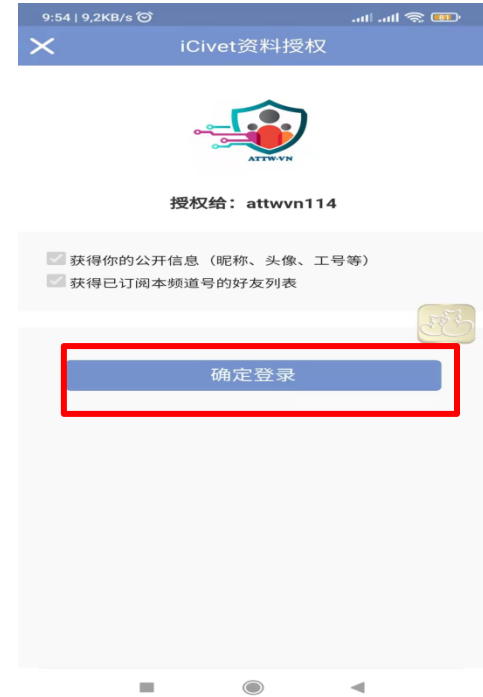 9:54 | 9,2KB/s
81
iCivet资料授权
ATTW-VN
授权给：attwvn114
获得你的公开信息（昵称、头像、工号等）
获得已订阅本频道号的好友列表
确定登录